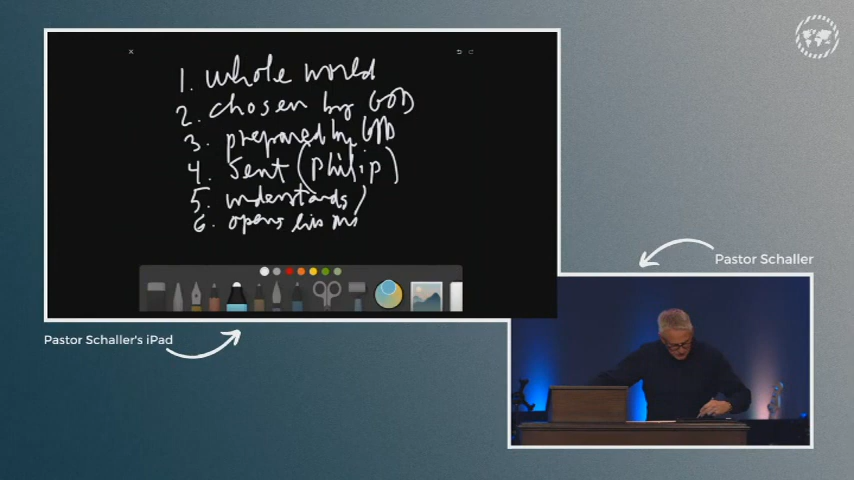 1. whole world
2. chosen by GOD
3. prepared by GOD
4. Sent (Philip)
5. understands
6. opens his
Pastor Schaller
Pastor Schaller's iPad